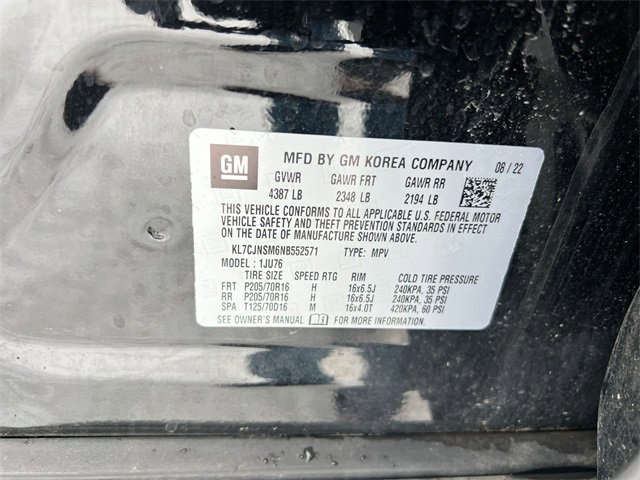 GM MFD BY GM KOREA COMPANY 08/22
GVWR GAWR FRT GAWR RR
4387 LB 2348 LB 2194 LB
THIS VEHICLE CONFORMS TO ALL APPLICABLE U.S. FEDERAL MOTOR
VEHICLE SAFETY AND THEFT PREVENTION STANDARDS IN EFFECT
ON THE DATE OF MANUFACTURE SHOWN ABOVE.
KL7CJNSM6NB552571 TYPE: MPV
MODEL : 1JU76
TIRE SIZE SPEED RTG RIM COLD TIRE PRESSURE
FRT P205/70R16 H 16x6.5J 240KPA, 35 PSI
RR P205/70R16 H 16x6.5J 240KPA, 35 PSI
SPA T125/70D16 M 16x4.0T 420KPA, 60 PSI
SEE OWNER'S MANUAL FOR MORE INFORMATION.